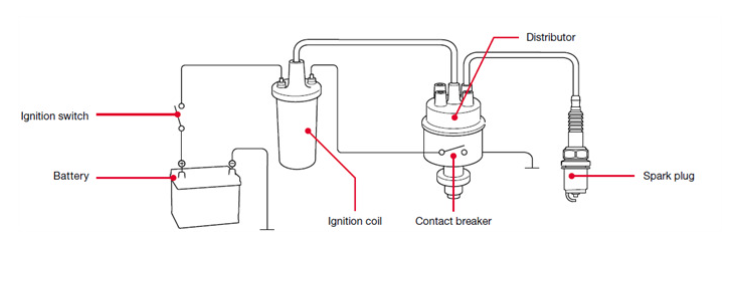 Distributor
Ignition switch
Battery
Spark plug
Ignition coil
Contact breaker